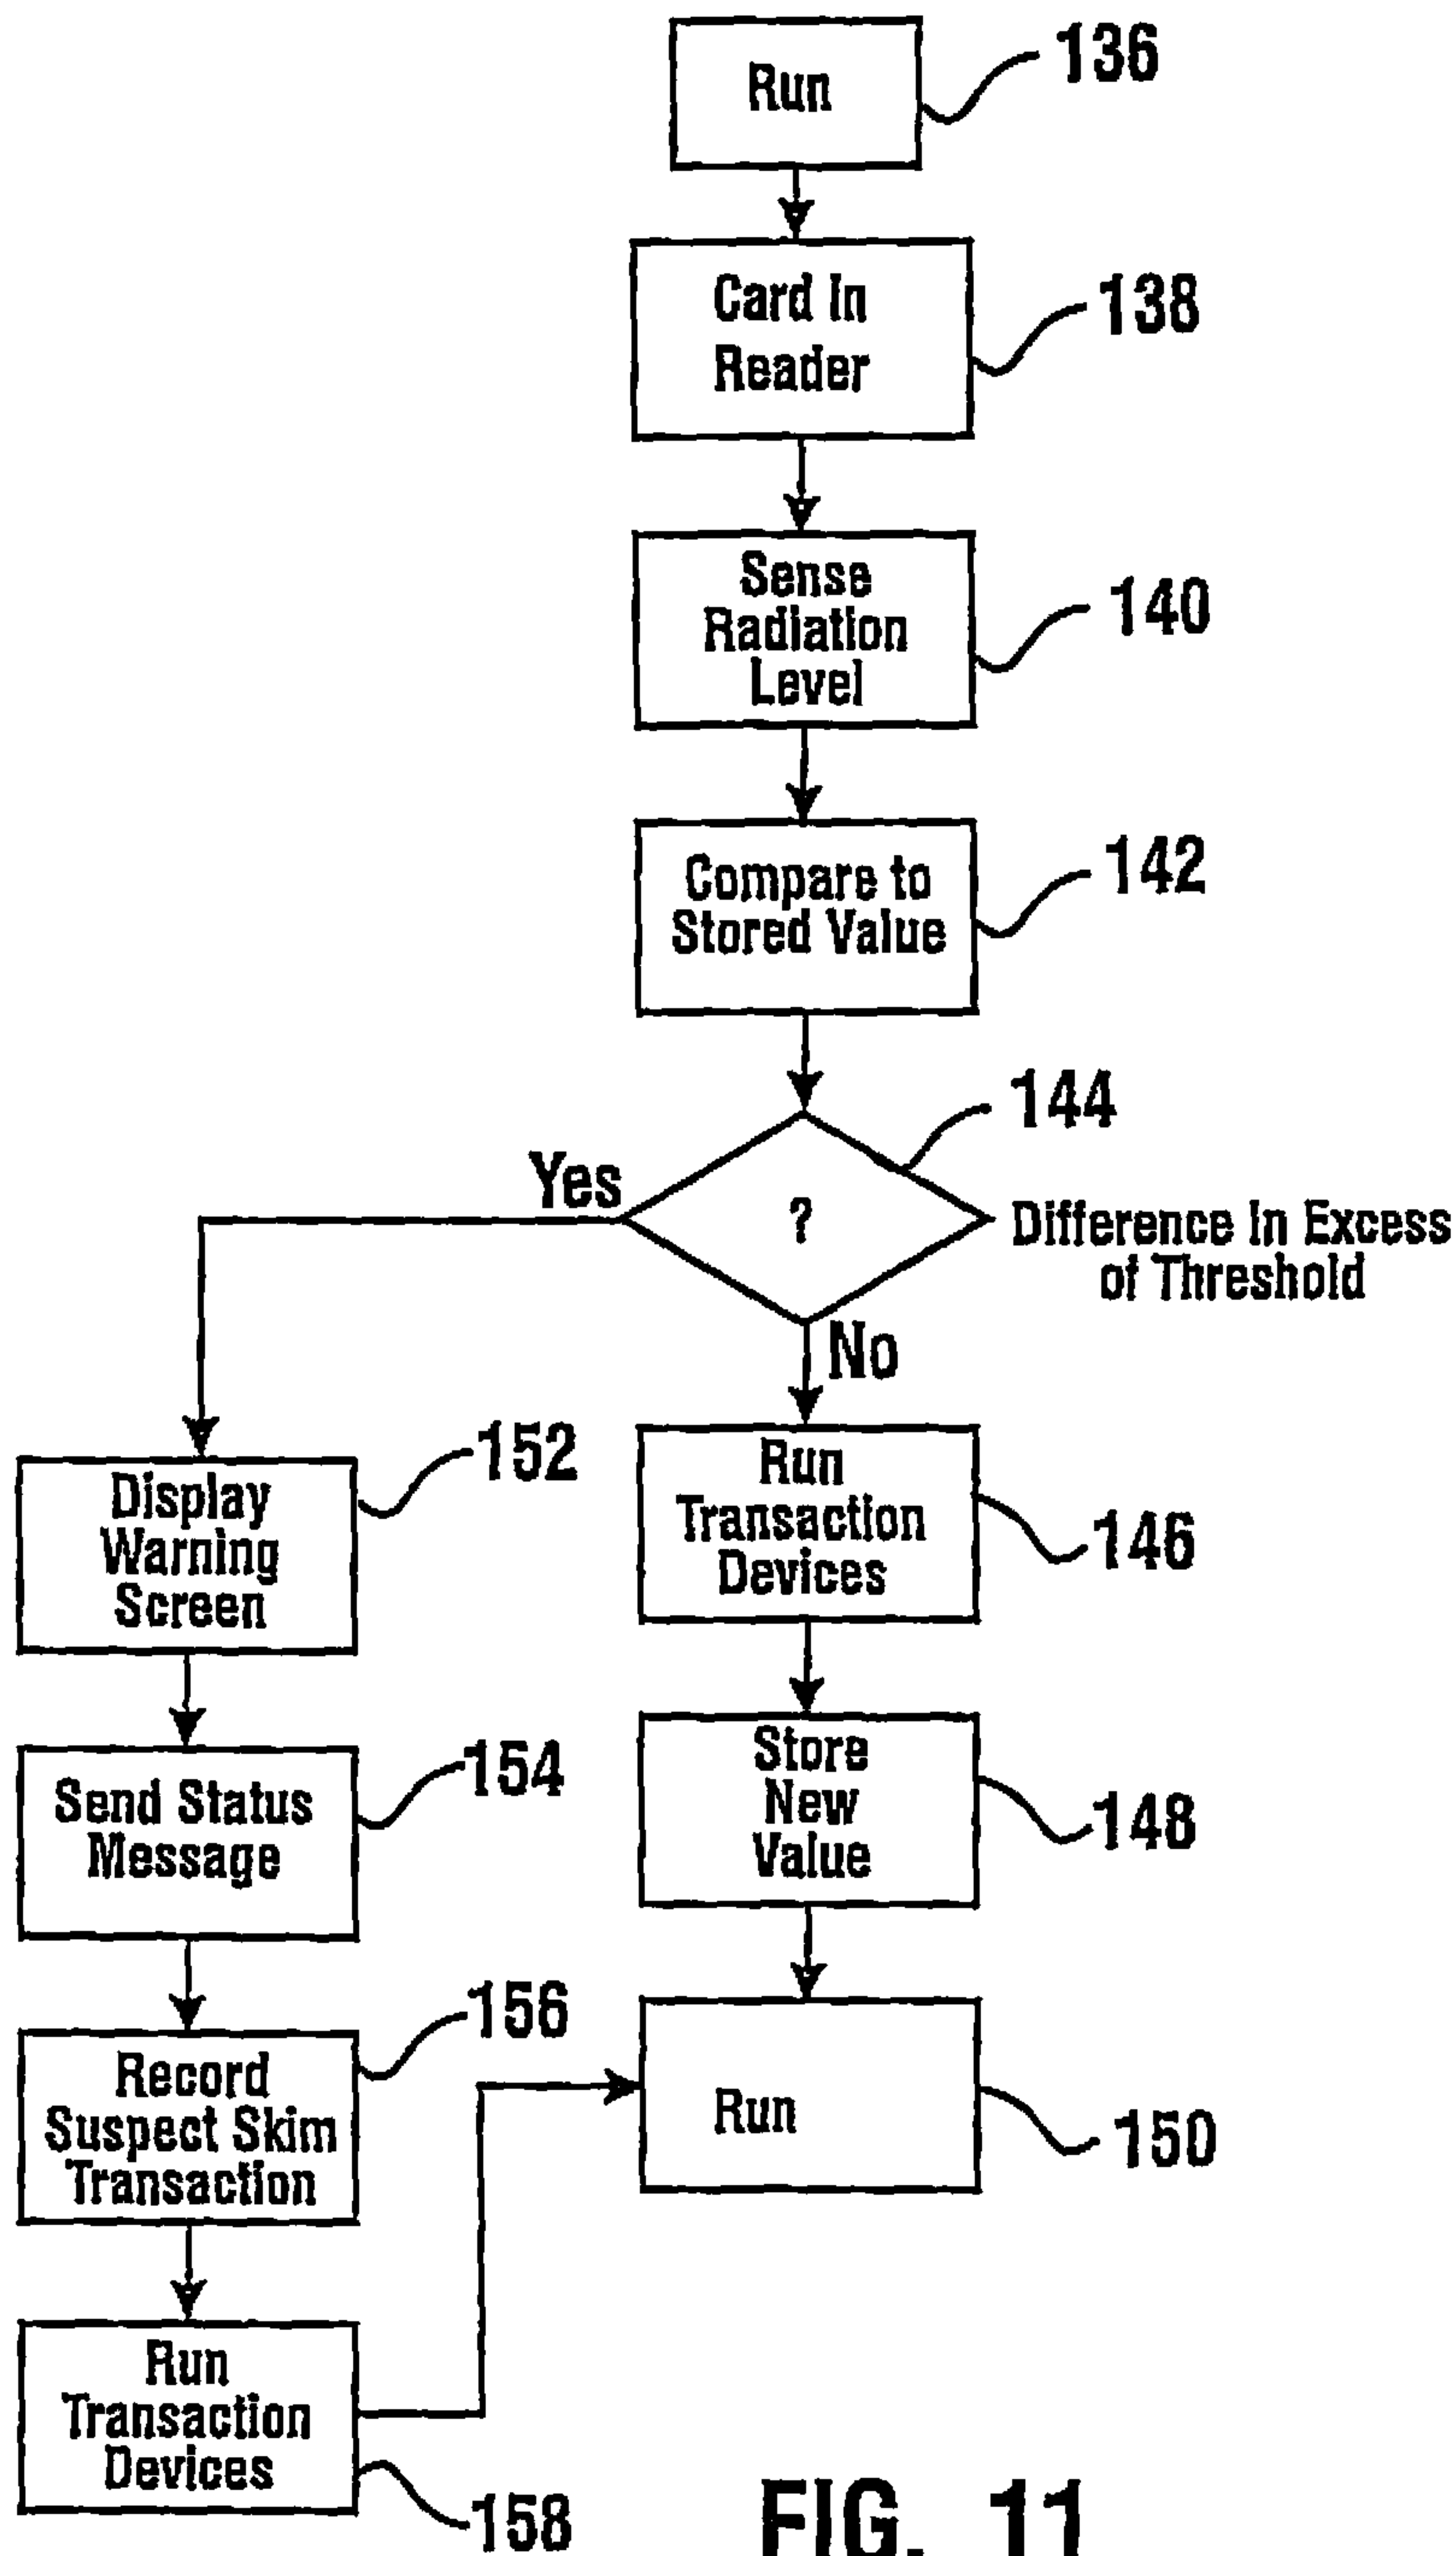 Run
136
Card In
Reader
138
Sense
Radiation
Level
140
Compare to
Stored Value
142
144
Yes
?
Difference In Excess
of Threshold
No
Display
Warning
Screen
152
Run
Transaction
Devices
146
Send Status
Message
154
Store
New
Value
148
Record
Suspect Skim
Transaction
156
Run
150
Run
Transaction
Devices
158
FIG. 11